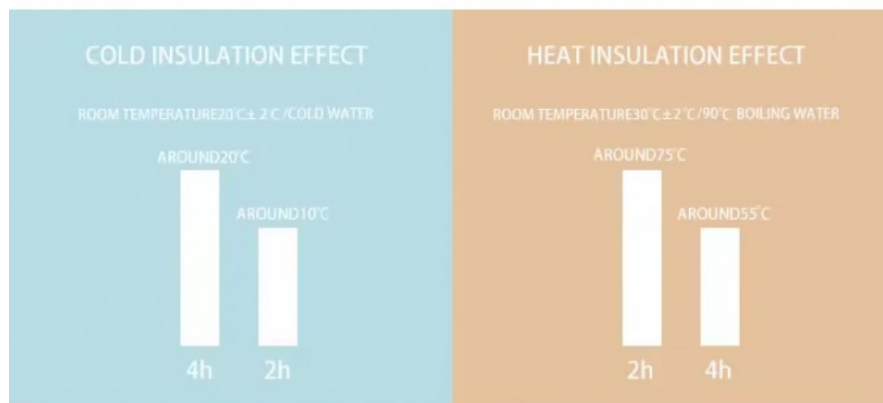 COLD INSULATION EFFECT
ROOM TEMPERATURE20℃± 2℃/COLD WATER
AROUND20℃
AROUND10℃
4h
2h
HEAT INSULATION EFFECT
ROOM TEMPERATURE30℃±2℃/90℃ BOILING WATER
AROUND75℃
AROUND55℃
2h
4h